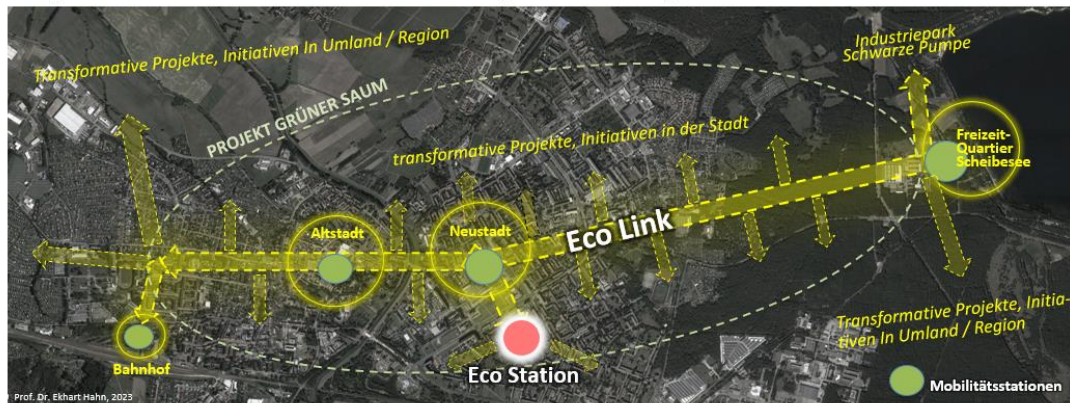 Industriepark
Schwarze Pumpe
Transformative Projekte, Initiativen In Umland / Region
PROJEKT GRÜNER SAUM
transformative Projekte, Initiativen in der Stadt
Freizeit-
Quartier
Scheibesee
Altstadt
Neustadt
Eco Link
Transformative Projekte, Initia-
tiven In Umland / Region
Bahnhof
Eco Station
Mobilitätsstationen
Prof. Dr. Ekhart Hahn, 2023